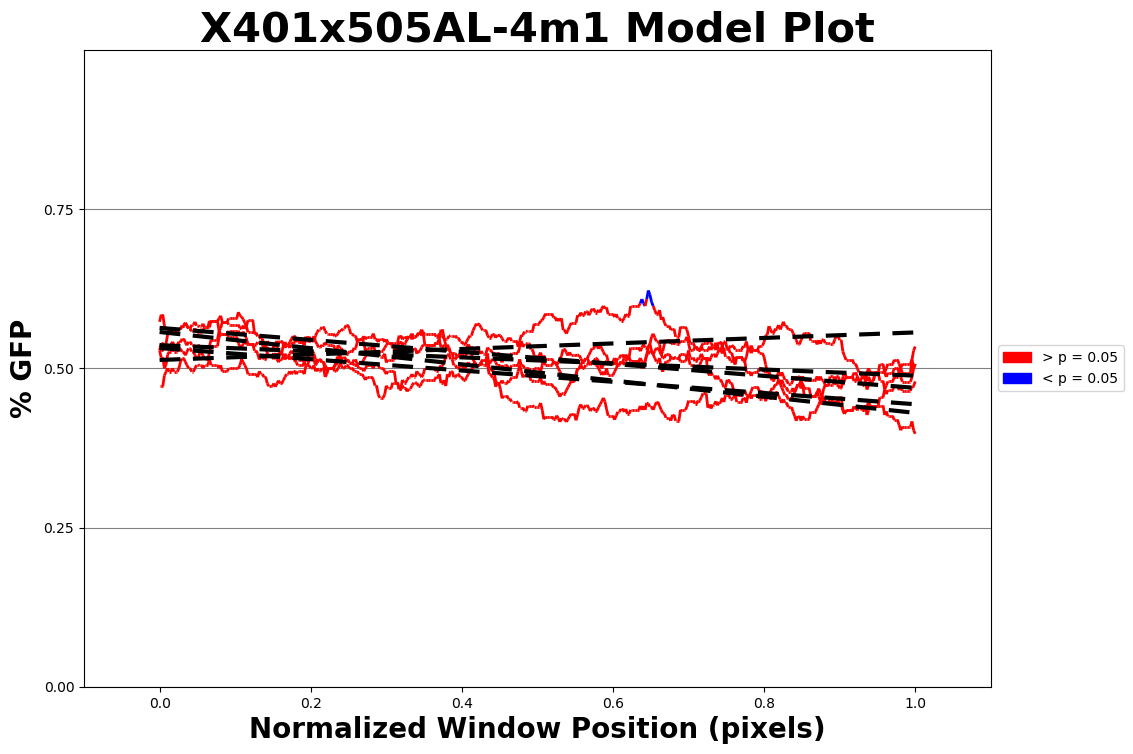 X401x505AL-4m1 Model Plot
% GFP
0.75
0.50
0.25
0.00
0.0 0.2 0.4 0.6 0.8 1.0
Normalized Window Position (pixels)
> p = 0.05
< p = 0.05